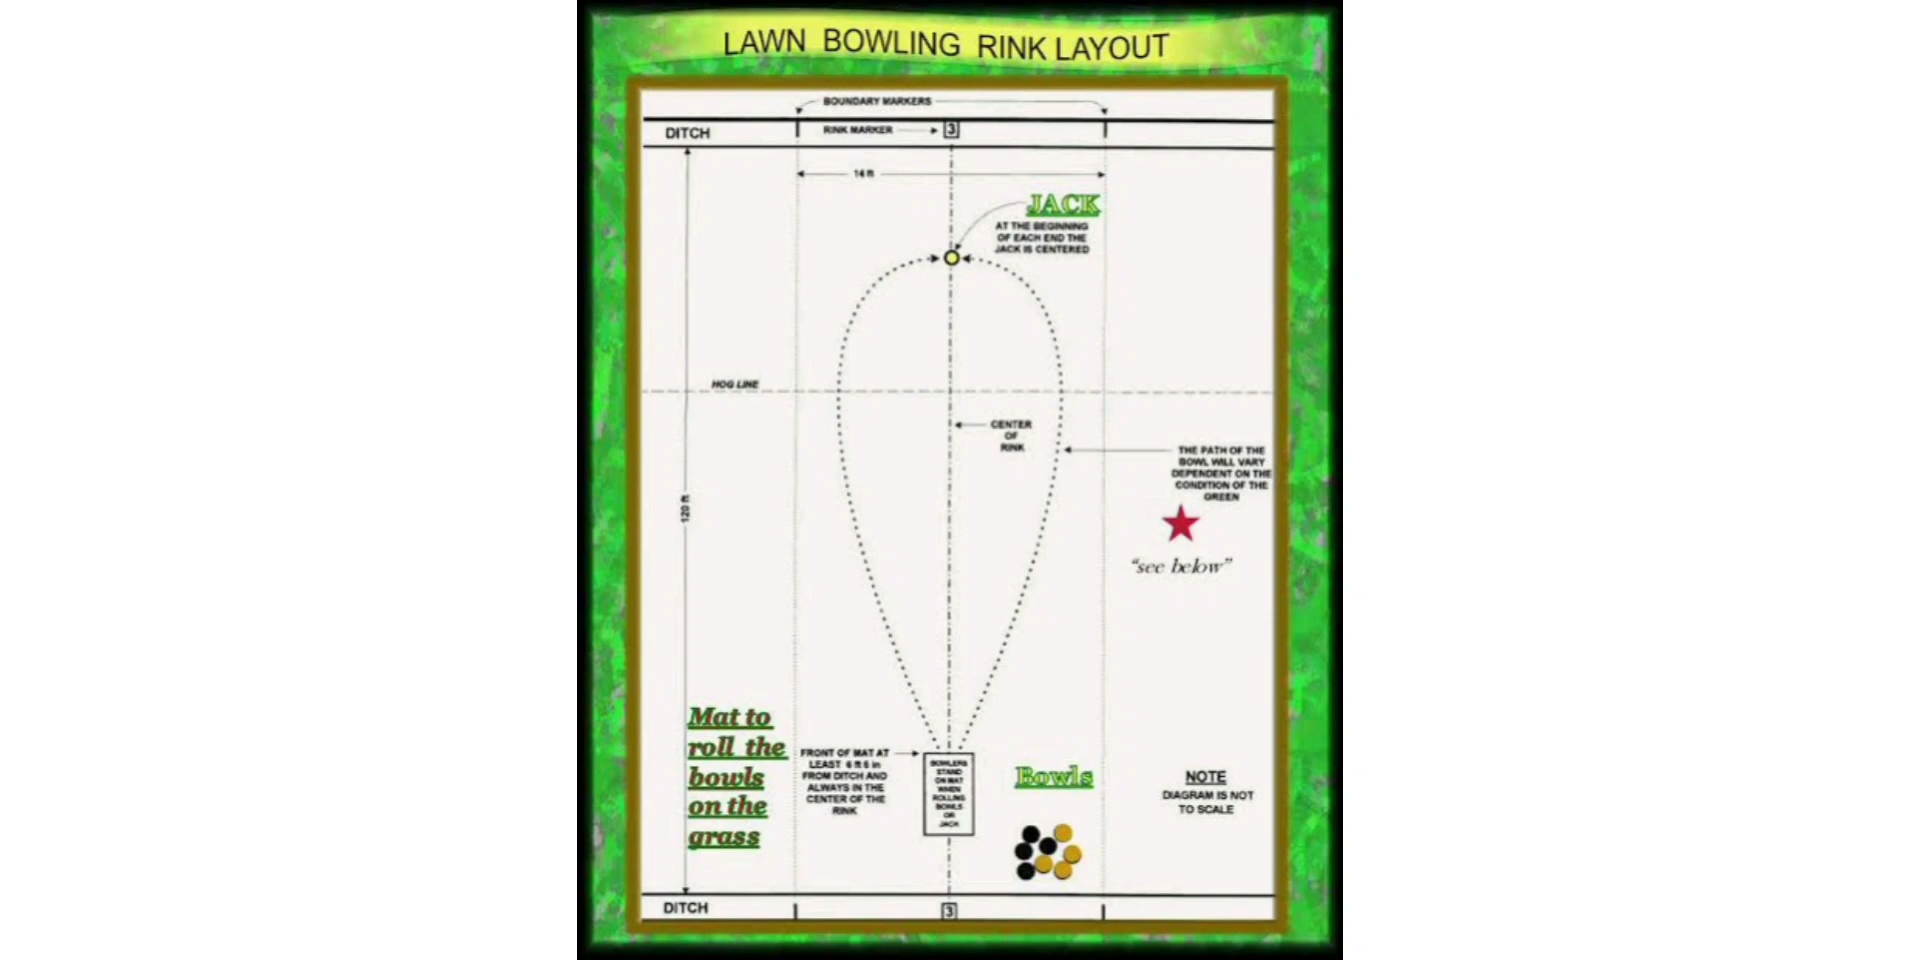 LAWN BOWLING RINK LAYOUT
BOUNDARY MARKERS
DITCH
RINK MARKER
3
14 ft
JACK
AT THE BEGINNING
OF EACH END THE
JACK IS CENTERED
HOG LINE
CENTER
OF
RINK
THE PATH OF THE
BOWL WILL VARY
DEPENDENT ON THE
CONDITION OF THE
GREEN
120 ft
"see below"
Mat to
roll the
bowls
on the
grass
FRONT OF MAT AT
LEAST 6 ft 6 in
FROM DITCH AND
ALWAYS IN THE
CENTER OF THE
RINK
BOWLERS
STAND
ON MAT
WHEN
ROLLING
BOWLS
OR
JACK
Bowls
NOTE
DIAGRAM IS NOT
TO SCALE
DITCH
3